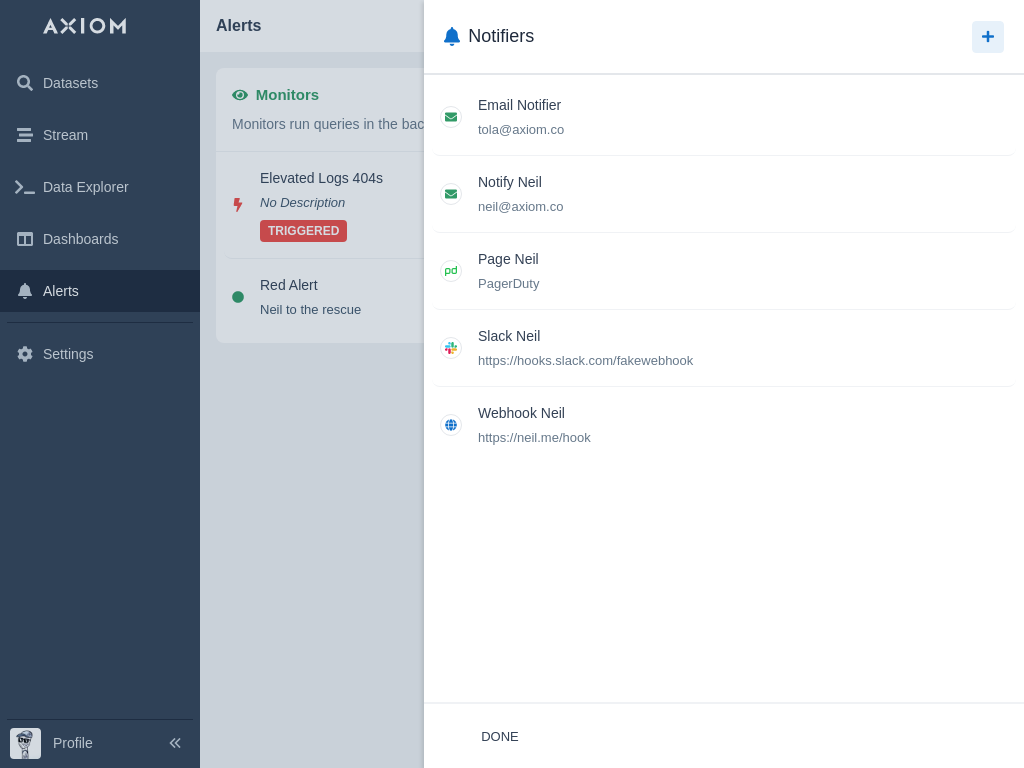 AXIOM
Datasets
Stream
Data Explorer
Dashboards
Alerts
Settings
Profile
Alerts
Monitors
Monitors run queries in the bac
Elevated Logs 404s
No Description
TRIGGERED
Red Alert
Neil to the rescue
Notifiers
Email Notifier
tola@axiom.co
Notify Neil
neil@axiom.co
pd
Page Neil
PagerDuty
Slack Neil
https://hooks.slack.com/fakewebhook
Webhook Neil
https://neil.me/hook
DONE